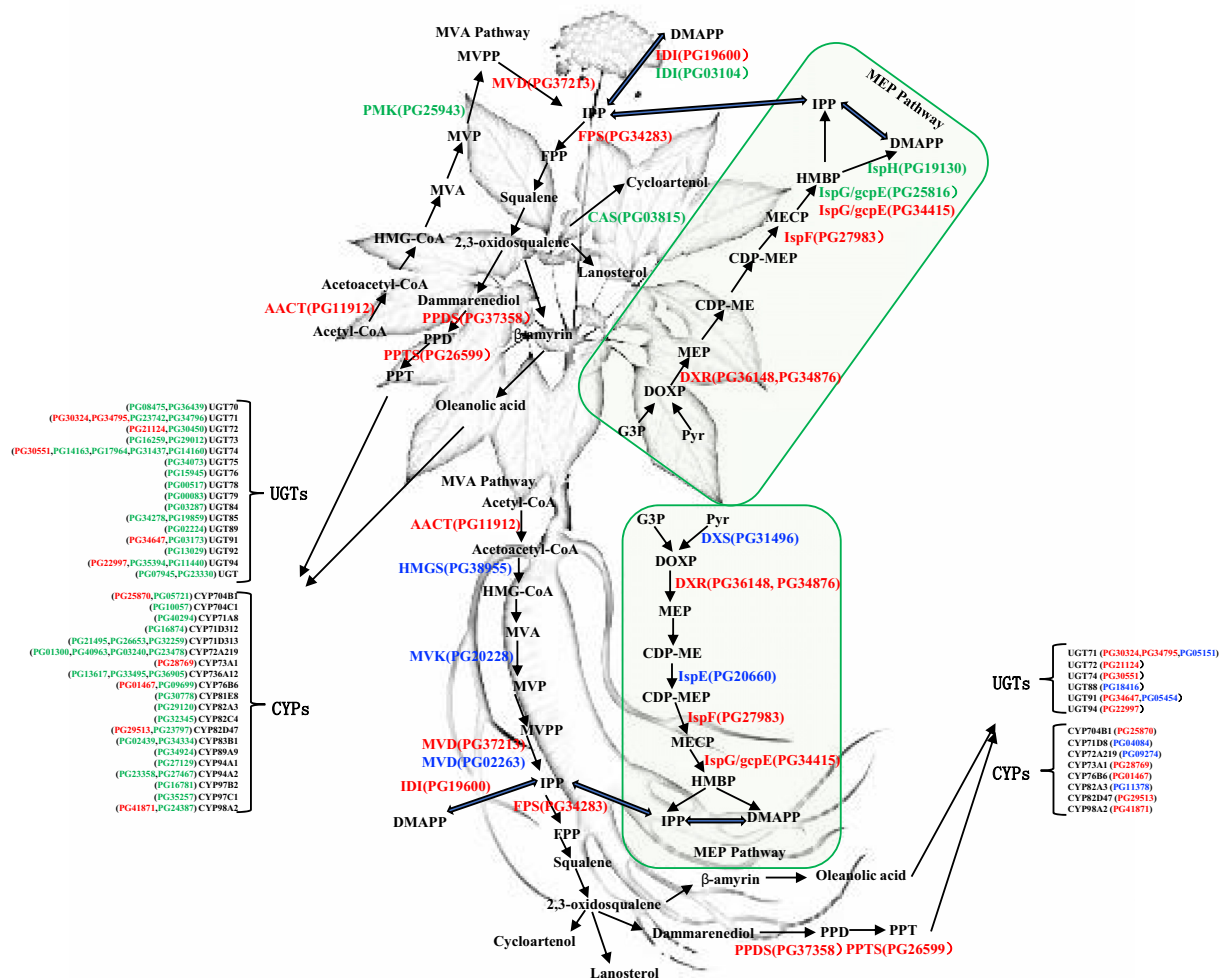 MVA Pathway
MVPP
MVD(PG37213)
PMK(PG25943)
MVP
MVA
HMG-CoA
Acetoacetyl-CoA
AACT(PG11912)
Acetyl-CoA
DMAPP
IDI(PG19600)
IDI(PG03104)
IPP
FPS(PG34283)
FPP
Squalene
Cycloartenol
CAS(PG03815)
2,3-oxidosqualene
Lanosterol
Dammarenediol
PPDS(PG37358)
PPD
β-amyrin
PPTS(PG26599)
PPT
Oleanolic acid
MEP Pathway
IPP
DMAPP
IspH(PG19130)
HMBP
IspG/gcpE(PG25816)
IspG/gcpE(PG34415)
MECP
IspF(PG27983)
CDP-MEP
CDP-ME
MEP
DXR(PG36148,PG34876)
DOXP
G3P
Pyr
(PG08475,PG36439) UGT70
(PG30324,PG34795,PG23742,PG34796) UGT71
(PG21124,PG30450) UGT72
(PG16259,PG29012) UGT73
(PG30551,PG14163,PG17964,PG31437,PG14160) UGT74
(PG34073) UGT75
(PG15945) UGT76
(PG00517) UGT78
(PG00083) UGT79
(PG03287) UGT84
(PG34278,PG19859) UGT85
(PG02224) UGT89
(PG34647,PG03173) UGT91
(PG13029) UGT92
(PG22997,PG35394,PG11440) UGT94
(PG07945,PG23330) UGT
UGTs
(PG25870,PG05721) CYP704B1
(PG10057) CYP704C1
(PG40294) CYP71A8
(PG16874) CYP71D312
(PG21495,PG26653,PG32259) CYP71D313
(PG01300,PG40963,PG03240,PG23478) CYP72A219
(PG28769) CYP73A1
(PG13617,PG33495,PG36905) CYP736A12
(PG01467,PG09699) CYP76B6
(PG30778) CYP81E8
(PG29120) CYP82A3
(PG32345) CYP82C4
(PG29513,PG23797) CYP82D47
(PG02439,PG34334) CYP83B1
(PG34924) CYP89A9
(PG27129) CYP94A1
(PG23358,PG27467) CYP94A2
(PG16781) CYP97B2
(PG35257) CYP97C1
(PG41871,PG24387) CYP98A2
CYPs
MVA Pathway
Acetyl-CoA
AACT(PG11912)
Acetoacetyl-CoA
HMGS(PG38955)
HMG-CoA
MVA
MVK(PG20228)
MVP
MVPP
MVD(PG37213)
MVD(PG02263)
IDI(PG19600)
IPP
DMAPP
FPS(PG34283)
FPP
Squalene
2,3-oxidosqualene
Cycloartenol
Lanosterol
β-amyrin
Oleanolic acid
Dammarenediol
PPD
PPT
PPDS(PG37358)
PPTS(PG26599)
G3P
Pyr
DXS(PG31496)
DOXP
DXR(PG36148, PG34876)
MEP
CDP-ME
IspE(PG20660)
CDP-MEP
IspF(PG27983)
MECP
IspG/gcpE(PG34415)
HMBP
IPP
DMAPP
MEP Pathway
UGTs
UGT71 (PG30324,PG34795,PG05151)
UGT72 (PG21124)
UGT74 (PG30551)
UGT88 (PG18416)
UGT91 (PG34647,PG05454)
UGT94 (PG22997)
CYPs
CYP704B1 (PG25870)
CYP71D8 (PG04084)
CYP72A219 (PG09274)
CYP73A1 (PG28769)
CYP76B6 (PG01467)
CYP82A3 (PG11378)
CYP82D47 (PG29513)
CYP98A2 (PG41871)